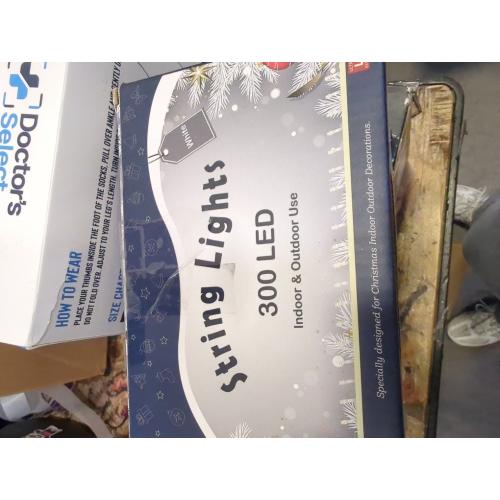 Doctor's
Select
HOW TO WEAR
PLACE YOUR THUMBS INSIDE THE FOOT OF THE SOCKS, PULL OVER ANKLE AND
DO NOT FOLD OVER. ADJUST TO YOUR LEG'S LENGTH. TURN
SIZE
White
String Lights
300 LED
Indoor & Outdoor Use
Specially designed for Christmas Indoor Outdoor Decorations.